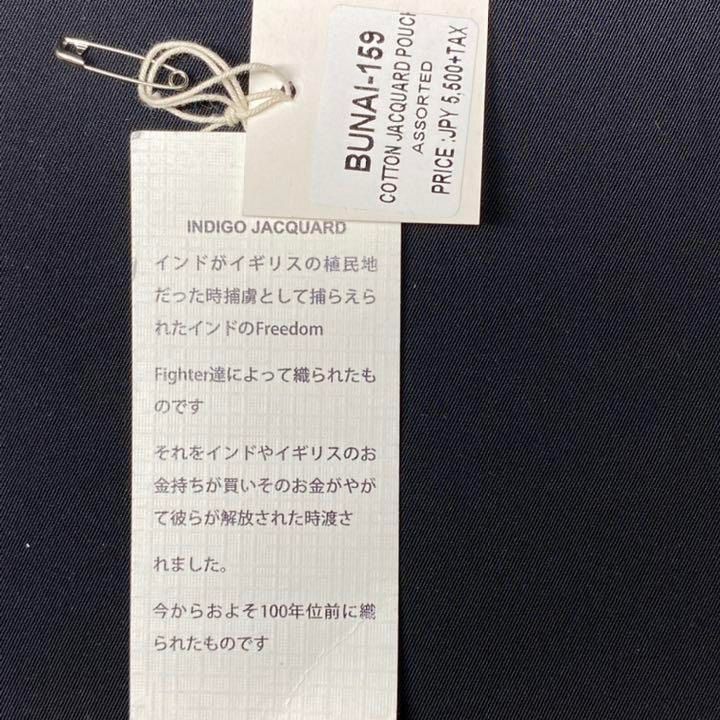 BUNAI-159
COTTON JACQUARD POUCH
ASSORTED
PRICE :JPY 5,500+TAX
INDIGO JACQUARD
インドがイギリスの植民地
だった時捕虜として捕らえら
れたインドのFreedom
Fighter達によって織られたも
のです
それをインドやイギリスのお
金持ちが買いそのお金がやが
て彼らが解放された時渡さ
れました。
今からおよそ100年位前に織
られたものです